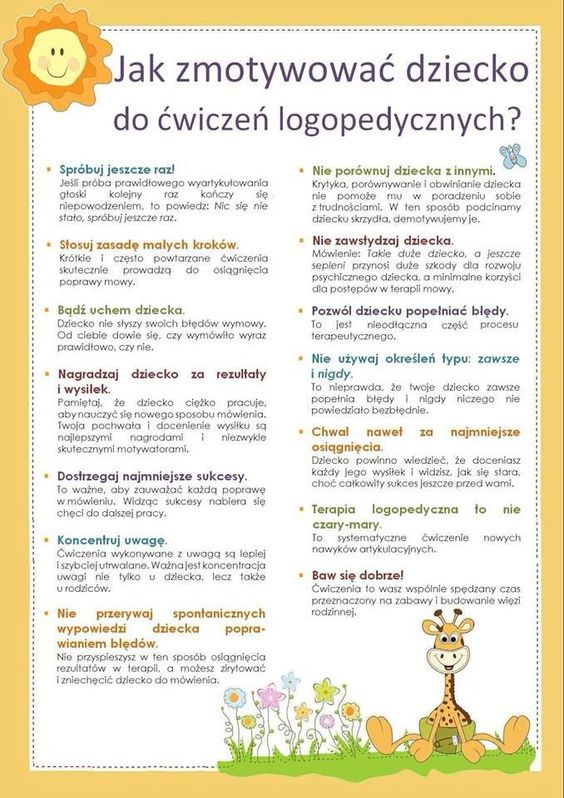 Jak zmotywować dziecko
do ćwiczeń logopedycznych?
Spróbuj jeszcze raz!
Jeśli próba prawidłowego wyartykułowania
głoski kolejny raz kończy się
niepowodzeniem, to powiedz: Nic się nie
stało, spróbuj jeszcze raz.
Stosuj zasadę małych kroków.
Krótkie i często powtarzane ćwiczenia
skutecznie prowadzą do osiągnięcia
poprawy mowy.
Bądź uchem dziecka.
Dziecko nie słyszy swoich błędów wymowy.
Od ciebie dowie się, czy wymówiło wyraz
prawidłowo, czy nie.
Nagradzaj dziecko za rezultaty
i wysiłek.
Pamiętaj, że dziecko ciężko pracuje,
aby nauczyć się nowego sposobu mówienia.
Twoja pochwała i docenienie wysiłku są
najlepszymi nagrodami i niezwykle
skutecznymi motywatorami.
Dostrzegaj najmniejsze sukcesy.
To ważne, aby zauważać każdą poprawę
w mówieniu. Widząc sukcesy nabiera się
chęci do dalszej pracy.
Koncentruj uwagę.
Ćwiczenia wykonywane z uwagą są lepiej
i szybciej utrwalane. Ważna jest koncentracja
uwagi nie tylko u dziecka, lecz także
u rodziców.
Nie przerywaj spontanicznych
wypowiedzi dziecka popra-
wianiem błędów.
Nie przyspieszysz w ten sposób osiągnięcia
rezultatów w terapii, a możesz zirytować
i zniechęcić dziecko do mówienia.
Nie porównuj dziecka z innymi.
Krytyka, porównywanie i obwinianie dziecka
nie pomoże mu w poradzeniu sobie
z trudnościami. W ten sposób podcinamy
dziecku skrzydła, demotywujemy je.
Nie zawstydzaj dziecka.
Mówienie: Takie duże dziecko, a jeszcze
sepleni przynosi duże szkody dla rozwoju
psychicznego dziecka, a minimalne korzyści
dla postępów w terapii mowy.
Pozwól dziecku popełniać błędy.
To jest nieodłączna część procesu
terapeutycznego.
Nie używaj określeń typu: zawsze
i nigdy.
To nieprawda, że twoje dziecko zawsze
popełnia błędy i nigdy niczego nie
powiedziało bezbłędnie.
Chwal nawet za najmniejsze
osiągnięcia.
Dziecko powinno wiedzieć, że doceniasz
każdy jego wysiłek i widzisz, jak się stara,
choć całkowity sukces jeszcze przed wami.
Terapia logopedyczna to nie
czary-mary.
To systematyczne ćwiczenie nowych
nawyków artykulacyjnych.
Baw się dobrze!
Ćwiczenia to wasz wspólnie spędzany czas
przeznaczony na zabawy i budowanie więzi
rodzinnej.